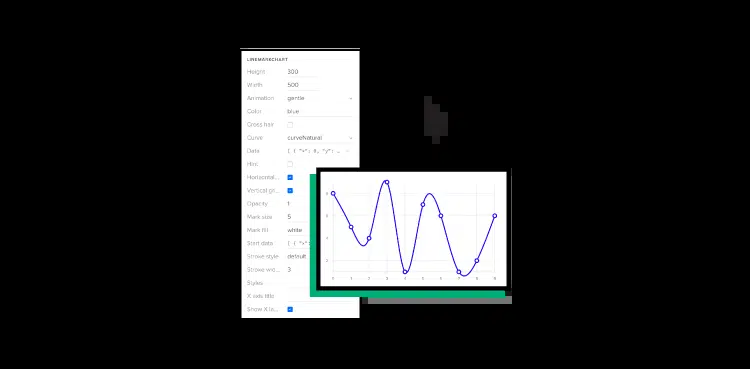 LINEMARKCHART
Height 300
Width 500
Animation gentle
Color blue
Cross hair
Curve curveNatural
Data [ { "x": 0, "y": ...
Hint
Horizontal...
Vertical gr...
Opacity 1
Mark size 5
Mark fill white
Start data [ { "x"
Stroke style default
Stroke wid... 3
Styles
X axis title
Show X la...
8
6
4
2
0 1 2 3 4 5 6 7 8 9